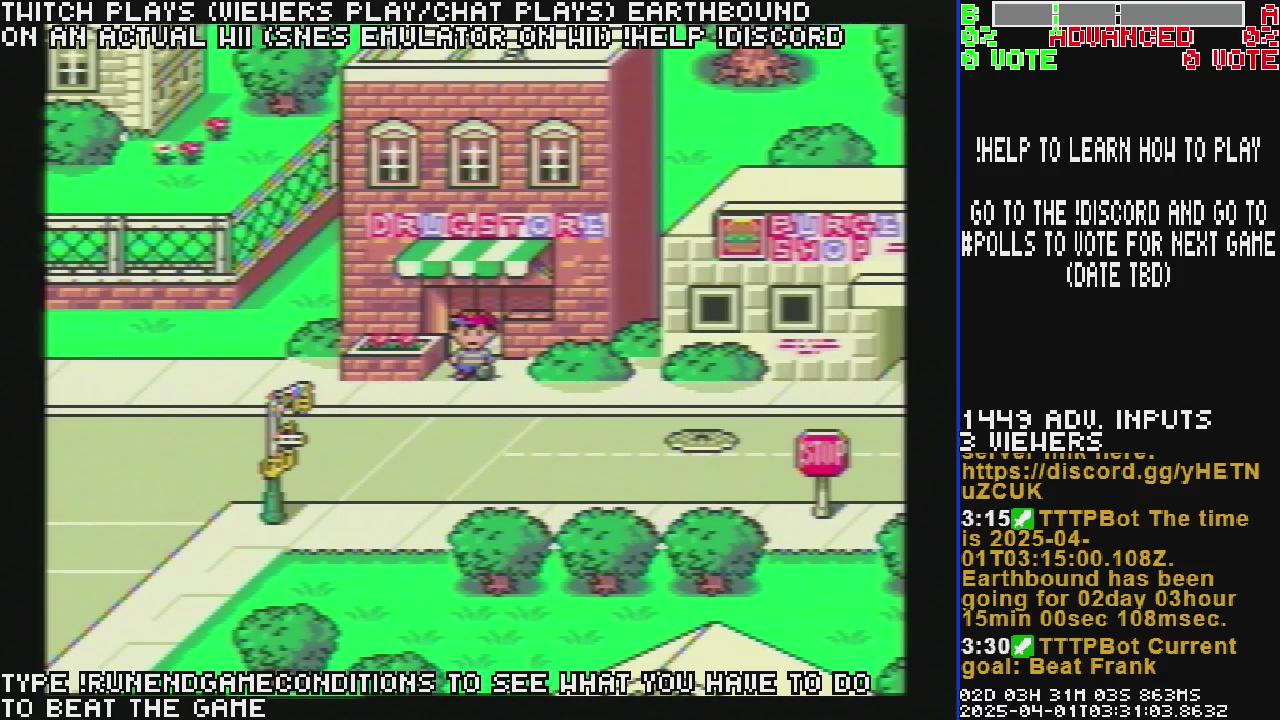 TWITCH PLAYS (VIEWERS PLAY/CHAT PLAYS) EARTHBOUND
ON AN ACTUAL WII (SNES EMULATOR ON WII) !HELP !DISCORD
B
A
0%
ADVANCED
0%
0 VOTE
0 VOTE
!HELP TO LEARN HOW TO PLAY
GO TO THE !DISCORD AND GO TO
#POLLS TO VOTE FOR NEXT GAME
(DATE TBD)
DRUGSTORE
BURGE
SHOP
STOP
1449 ADV. INPUTS
3 VIEWERS
server link here:
https://discord.gg/yHETN
uZCUK
3:15 TTTPBot The time
is 2025-04-
01T03:15:00.108Z.
Earthbound has been
going for 02day 03hour
15min 00sec 108msec.
3:30 TTTPBot Current
goal: Beat Frank
02D 03H 31M 03S 863MS
2025-04-01T03:31:03.863Z
TYPE !RUNENDGAMECONDITIONS TO SEE WHAT YOU HAVE TO DO
TO BEAT THE GAME